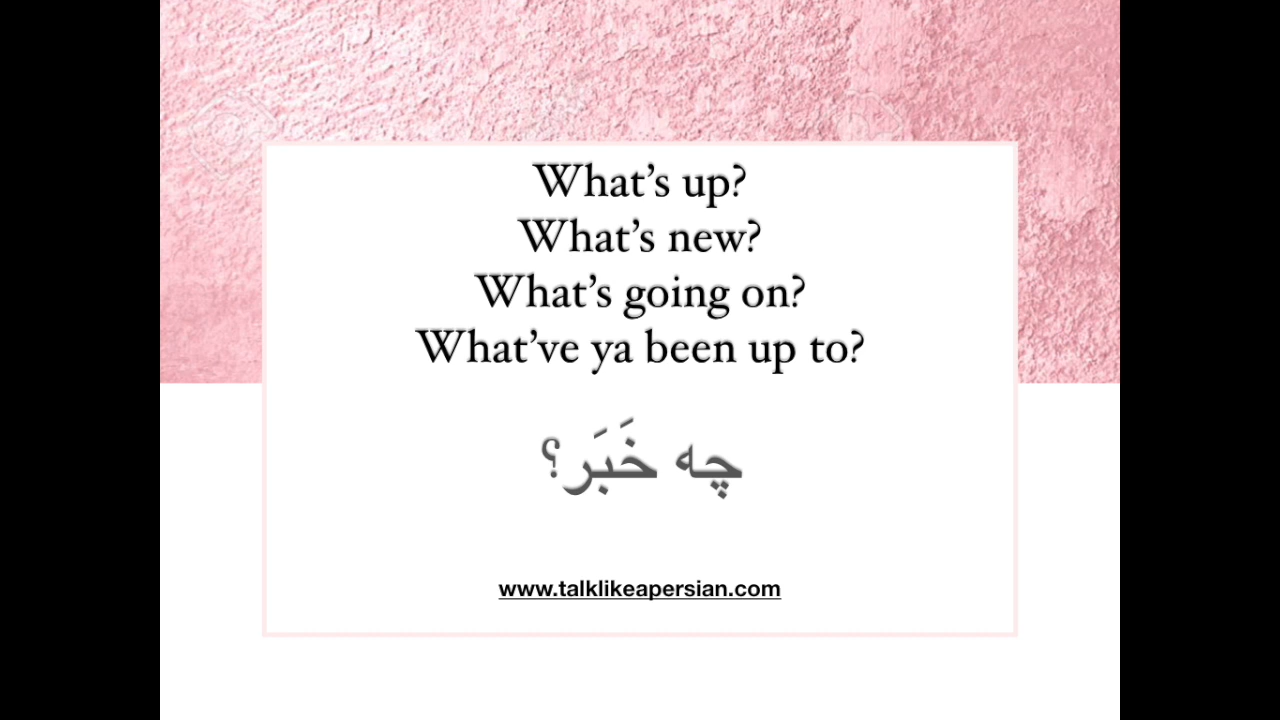 What’s up?
What’s new?
What’s going on?
What’ve ya been up to?
چه خَبَر؟
www.talklikeapersian.com